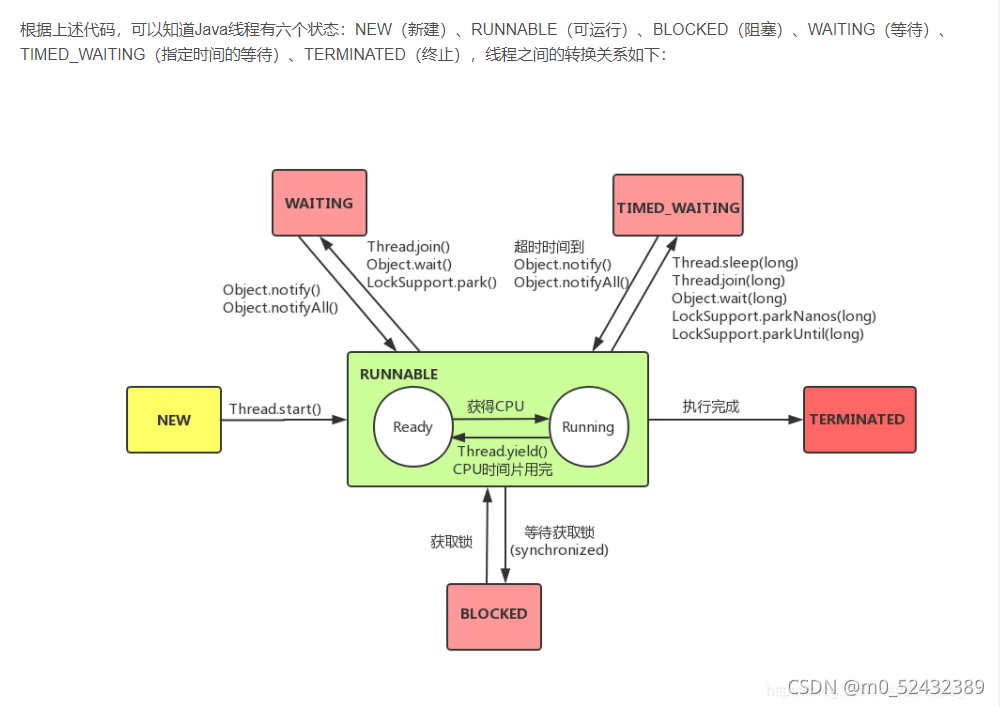 根据上述代码，可以知道Java线程有六个状态：NEW（新建）、RUNNABLE（可运行）、BLOCKED（阻塞）、WAITING（等待）、
TIMED_WAITING（指定时间的等待）、TERMINATED（终止），线程之间的转换关系如下：
WAITING
TIMED_WAITING
Thread.join()
Object.wait()
LockSupport.park()
超时时间到
Object.notify()
Object.notifyAll()
Thread.sleep(long)
Thread.join(long)
Object.wait(long)
LockSupport.parkNanos(long)
LockSupport.parkUntil(long)
Object.notify()
Object.notifyAll()
RUNNABLE
NEW
Thread.start()
Ready
获得CPU
Running
Thread.yield()
CPU时间片用完
执行完成
TERMINATED
获取锁
等待获取锁
(synchronized)
BLOCKED
CSDN @m0_52432389